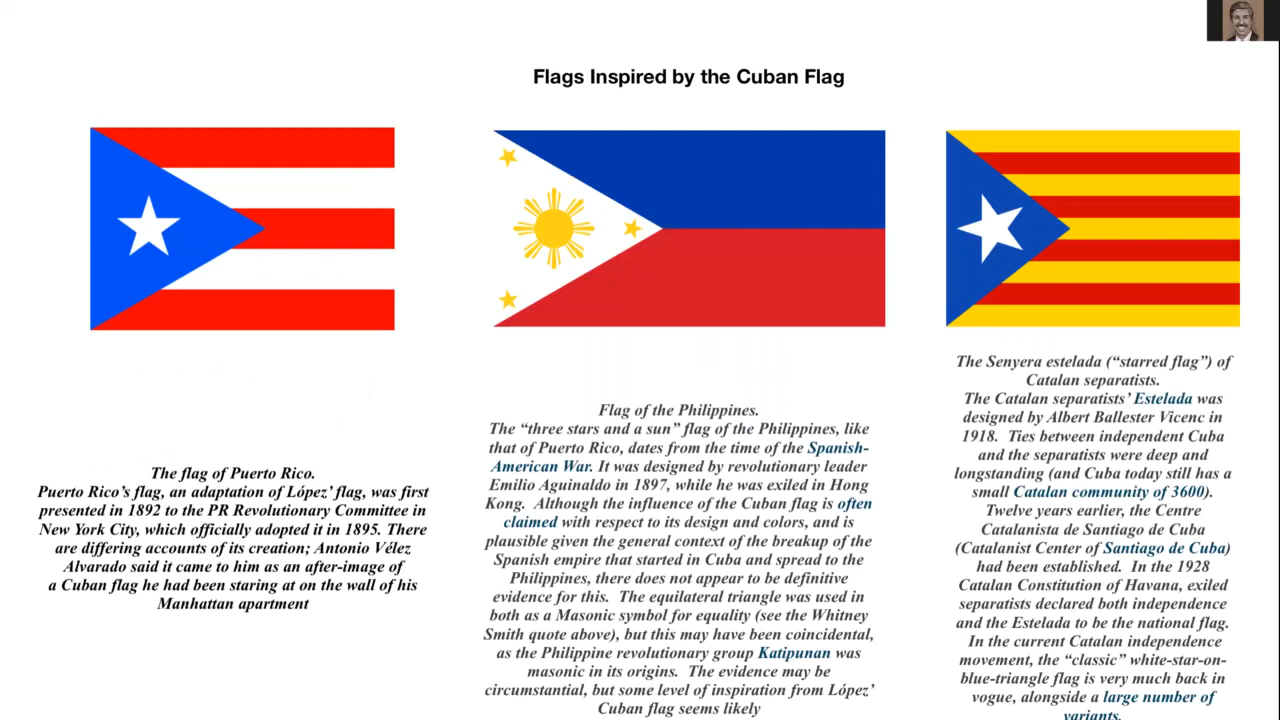 Flags Inspired by the Cuban Flag
The flag of Puerto Rico.
Puerto Rico's flag, an adaptation of López' flag, was first
presented in 1892 to the PR Revolutionary Committee in
New York City, which officially adopted it in 1895. There
are differing accounts of its creation; Antonio Vélez
Alvarado said it came to him as an after-image of
a Cuban flag he had been staring at on the wall of his
Manhattan apartment
Flag of the Philippines.
The “three stars and a sun” flag of the Philippines, like
that of Puerto Rico, dates from the time of the Spanish-
American War. It was designed by revolutionary leader
Emilio Aguinaldo in 1897, while he was exiled in Hong
Kong. Although the influence of the Cuban flag is often
claimed with respect to its design and colors, and is
plausible given the general context of the breakup of the
Spanish empire that started in Cuba and spread to the
Philippines, there does not appear to be definitive
evidence for this. The equilateral triangle was used in
both as a Masonic symbol for equality (see the Whitney
Smith quote above), but this may have been coincidental,
as the Philippine revolutionary group Katipunan was
masonic in its origins. The evidence may be
circumstantial, but some level of inspiration from López’
Cuban flag seems likely
The Senyera estelada (“starred flag”) of
Catalan separatists.
The Catalan separatists’ Estelada was
designed by Albert Ballester Vicenc in
1918. Ties between independent Cuba
and the separatists were deep and
longstanding (and Cuba today still has a
small Catalan community of 3600).
Twelve years earlier, the Centre
Catalanista de Santiago de Cuba
(Catalanist Center of Santiago de Cuba)
had been established. In the 1928
Catalan Constitution of Havana, exiled
separatists declared both independence
and the Estelada to be the national flag.
In the current Catalan independence
movement, the “classic” white-star-on-
blue-triangle flag is very much back in
vogue, alongside a large number of
variants.